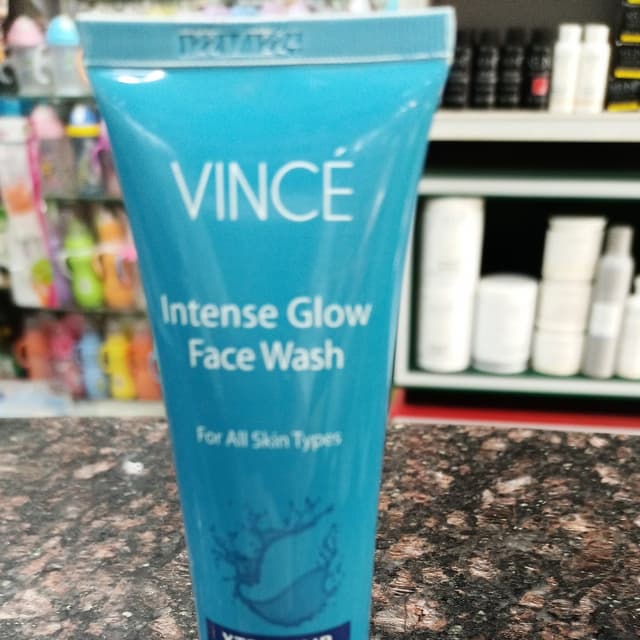 VINCÉ
Intense Glow
Face Wash
For All Skin Types